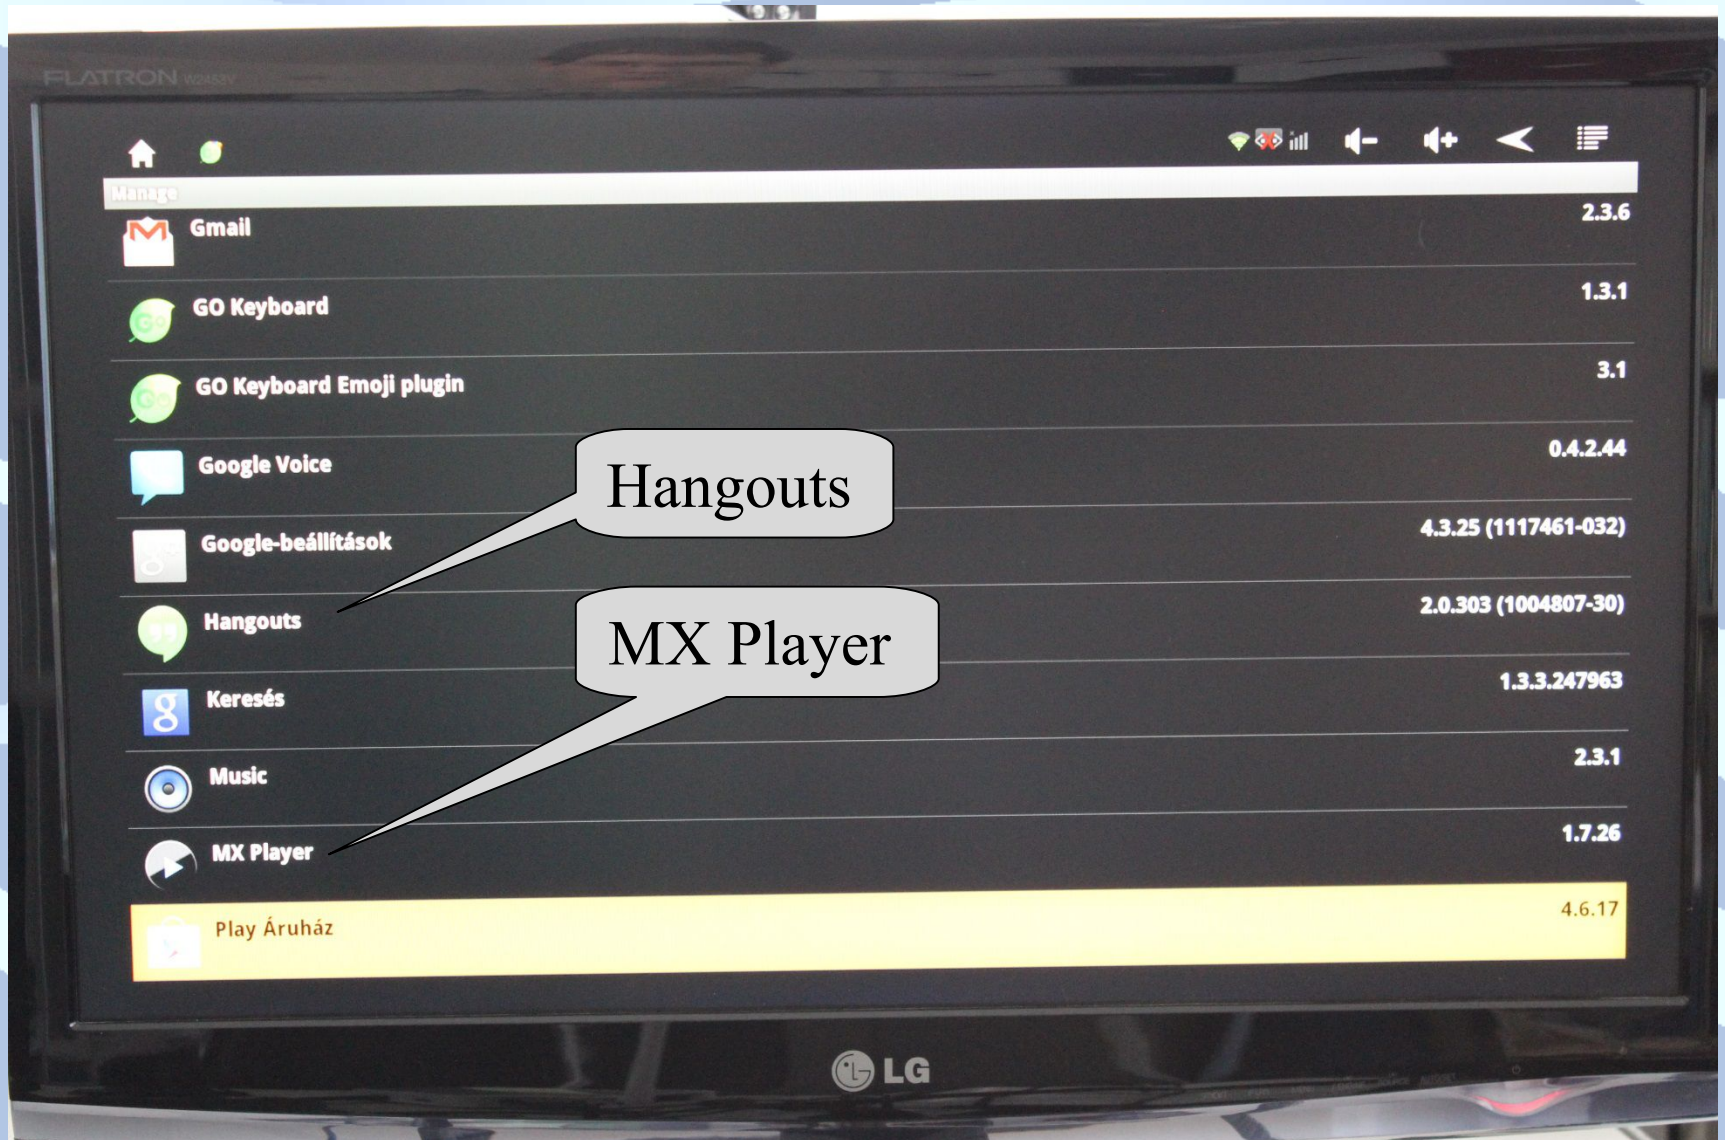 FLATRON W2453V
Manage
Gmail 2.3.6
GO Keyboard 1.3.1
GO Keyboard Emoji plugin 3.1
Google Voice 0.4.2.44
Hangouts
Google-beállítások 4.3.25 (1117461-032)
Hangouts 2.0.303 (1004807-30)
MX Player
Keresés 1.3.3.247963
Music 2.3.1
MX Player 1.7.26
Play Áruház 4.6.17
LG